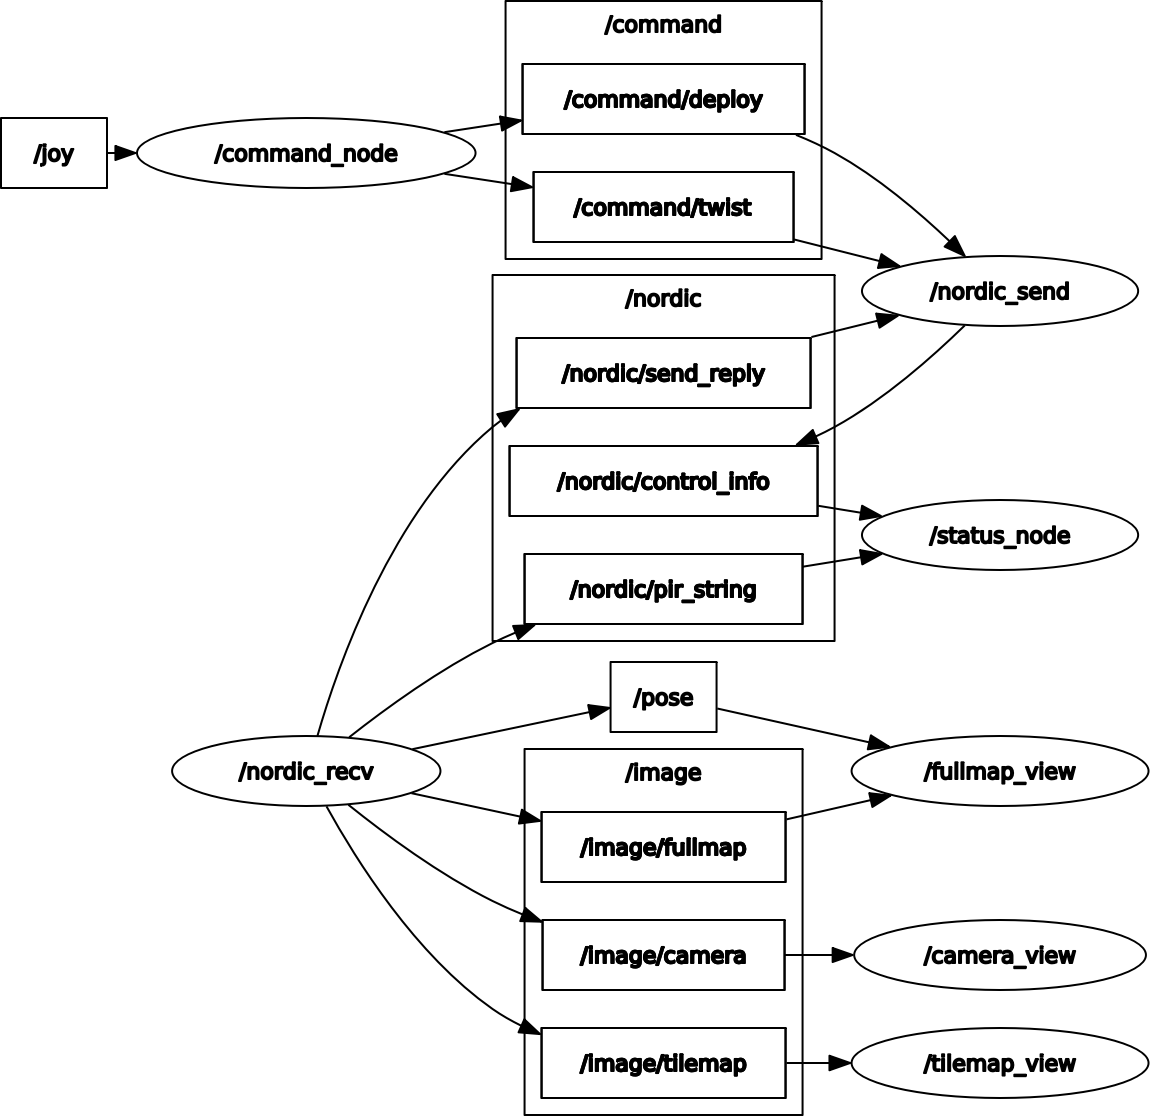 /command
/command/deploy
/joy
/command_node
/command/twist
/nordic_send
/nordic
/nordic/send_reply
/nordic/control_info
/status_node
/nordic/pir_string
/pose
/nordic_recv
/image
/fullmap_view
/image/fullmap
/image/camera
/camera_view
/image/tilemap
/tilemap_view